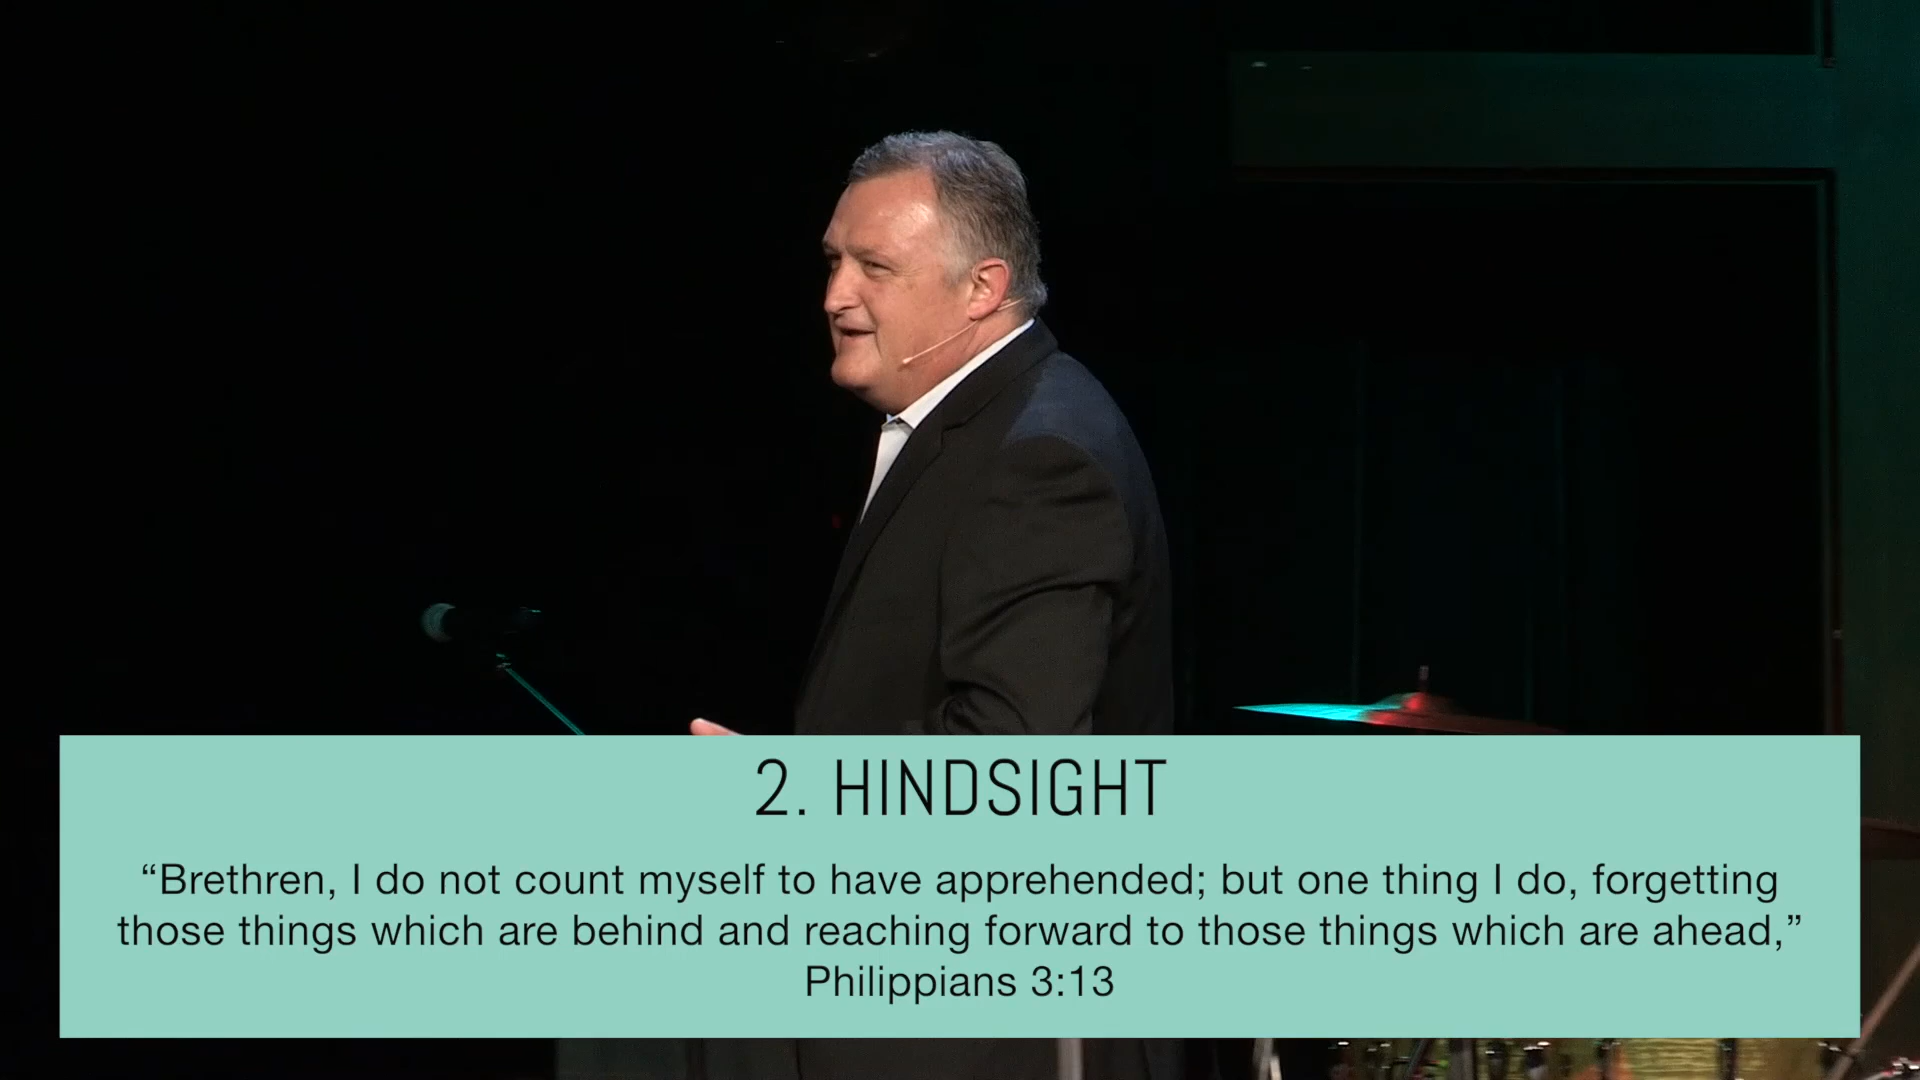 2. HINDSIGHT
“Brethren, I do not count myself to have apprehended; but one thing I do, forgetting
those things which are behind and reaching forward to those things which are ahead,”
Philippians 3:13